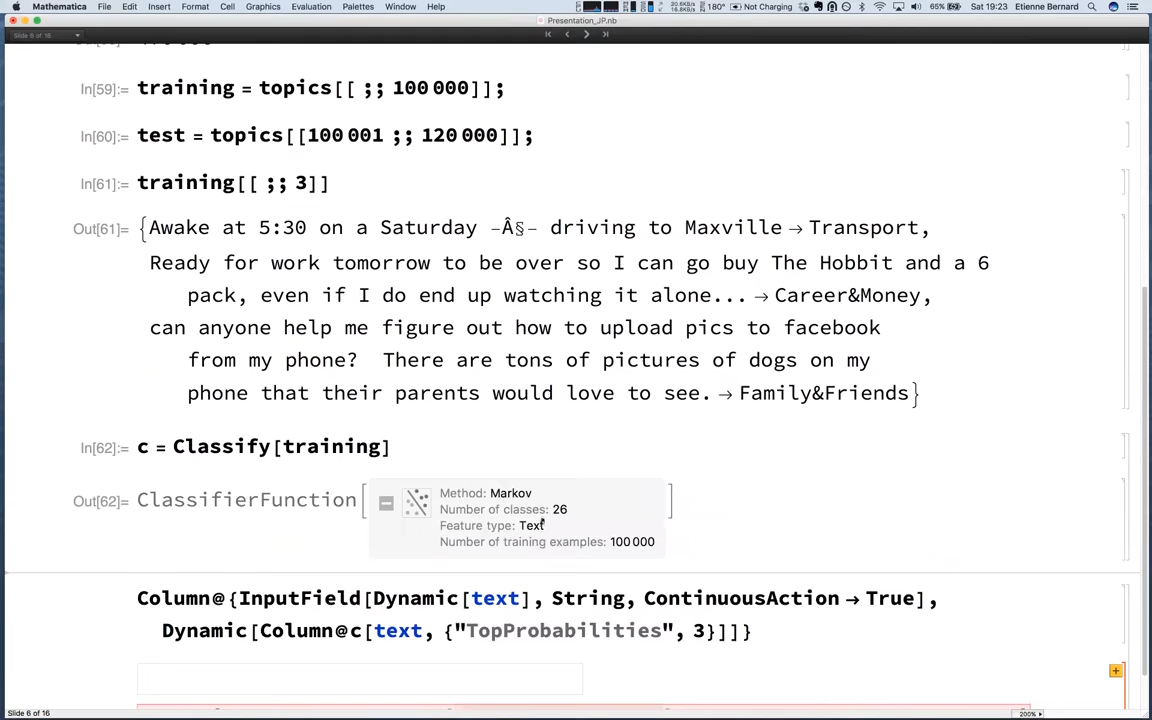 Mathematica File Edit Insert Format Cell Graphics Evaluation Palettes Window Help 20.6KB/s 16.8KB/s 180° Not Charging 65% Sat 19:23 Etienne Bernard
Presentation_JP.nb
Slide 6 of 16
In[59]:= training = topics[[ ;; 100 000]];
In[60]:= test = topics[[100 001 ;; 120 000]];
In[61]:= training[[ ;; 3]]
Out[61]= {Awake at 5:30 on a Saturday -Â§- driving to Maxville → Transport,
Ready for work tomorrow to be over so I can go buy The Hobbit and a 6
pack, even if I do end up watching it alone... → Career&Money,
can anyone help me figure out how to upload pics to facebook
from my phone? There are tons of pictures of dogs on my
phone that their parents would love to see. → Family&Friends}
In[62]:= c = Classify[training]
Out[62]= ClassifierFunction[
Method: Markov
Number of classes: 26
Feature type: Text
Number of training examples: 100 000
]
Column@{InputField[Dynamic[text], String, ContinuousAction → True],
Dynamic[Column@c[text, {"TopProbabilities", 3}]]}
Slide 6 of 16 200%